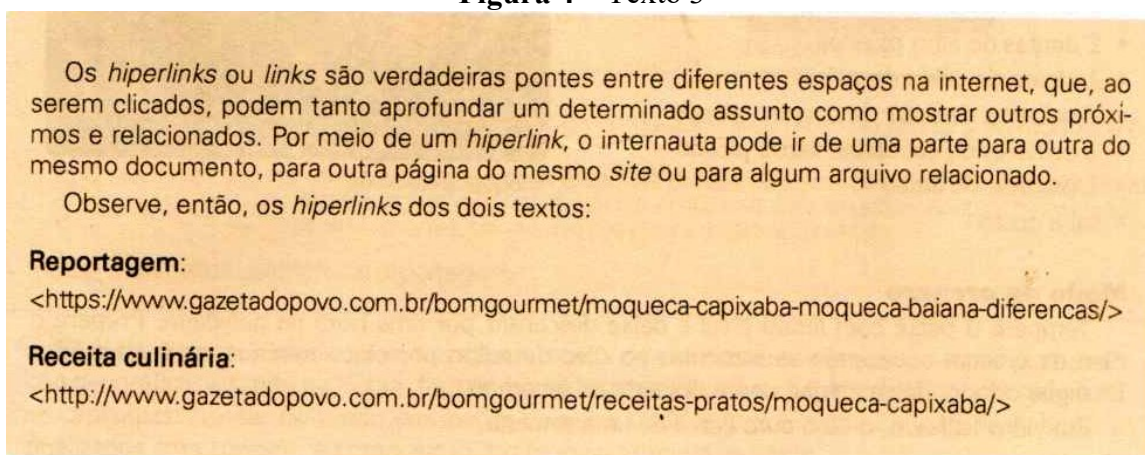 Os hiperlinks ou links são verdadeiras pontes entre diferentes espaços na internet, que, ao
serem clicados, podem tanto aprofundar um determinado assunto como mostrar outros próxi-
mos e relacionados. Por meio de um hiperlink, o internauta pode ir de uma parte para outra do
mesmo documento, para outra página do mesmo site ou para algum arquivo relacionado.
Observe, então, os hiperlinks dos dois textos:
Reportagem:
<https://www.gazetadopovo.com.br/bomgourmet/moqueca-capixaba-moqueca-baiana-diferencas/>
Receita culinária:
<http://www.gazetadopovo.com.br/bomgourmet/receitas-pratos/moqueca-capixaba/>